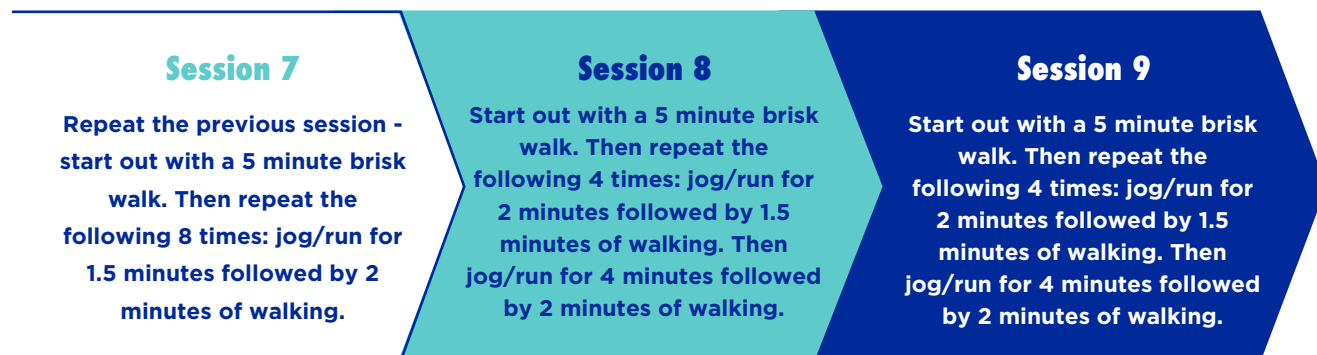 Session 7
Repeat the previous session -
start out with a 5 minute brisk
walk. Then repeat the
following 8 times: jog/run for
1.5 minutes followed by 2
minutes of walking.
Session 8
Start out with a 5 minute brisk
walk. Then repeat the
following 4 times: jog/run for
2 minutes followed by 1.5
minutes of walking. Then
jog/run for 4 minutes followed
by 2 minutes of walking.
Session 9
Start out with a 5 minute brisk
walk. Then repeat the
following 4 times: jog/run for
2 minutes followed by 1.5
minutes of walking. Then
jog/run for 4 minutes followed
by 2 minutes of walking.